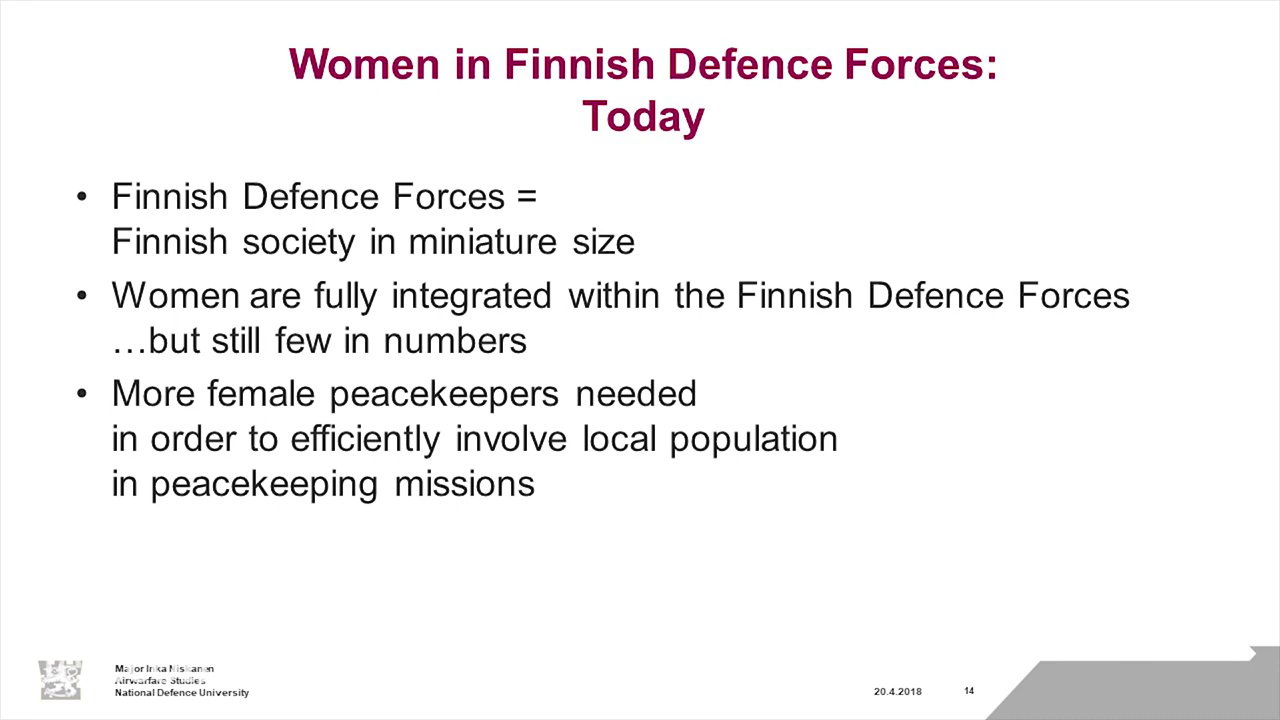 Women in Finnish Defence Forces:
Today
• Finnish Defence Forces =
Finnish society in miniature size
• Women are fully integrated within the Finnish Defence Forces
…but still few in numbers
• More female peacekeepers needed
in order to efficiently involve local population
in peacekeeping missions
Major Inka Niskanen
Airwarfare Studies
National Defence University
20.4.2018
14